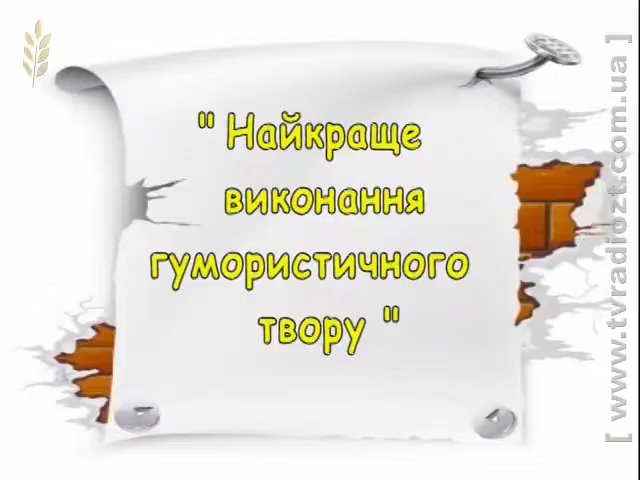 " Найкраще
виконання
гумористичного
твору "
[ www.tvradiozt.com.ua ]